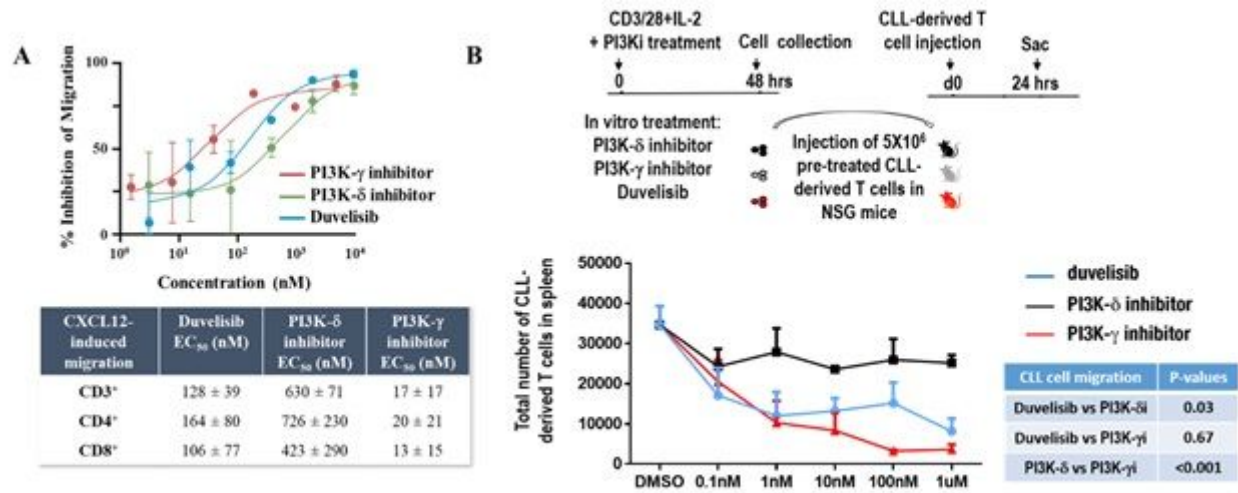 A
100
50
0
% Inhibition of Migration
PI3K-γ inhibitor
PI3K-δ inhibitor
Duvelisib
10⁰ 10¹ 10² 10³ 10⁴
Concentration (nM)
CXCL12-induced migration Duvelisib EC₅₀ (nM) PI3K-δ inhibitor EC₅₀ (nM) PI3K-γ inhibitor EC₅₀ (nM)
CD3⁺ 128 ± 39 630 ± 71 17 ± 17
CD4⁺ 164 ± 80 726 ± 230 20 ± 21
CD8⁺ 106 ± 77 423 ± 290 13 ± 15
B
CD3/28+IL-2
+ PI3Ki treatment
Cell collection
0
48 hrs
CLL-derived T
cell injection
Sac
d0
24 hrs
In vitro treatment:
PI3K-δ inhibitor
PI3K-γ inhibitor
Duvelisib
Injection of 5X10⁶
pre-treated CLL-
derived T cells in
NSG mice
Total number of CLL-
derived T cells in spleen
50000
40000
30000
20000
10000
0
DMSO 0.1nM 1nM 10nM 100nM 1uM
duvelisib
PI3K-δ inhibitor
PI3K-γ inhibitor
CLL cell migration P-values
Duvelisib vs PI3K-δi 0.03
Duvelisib vs PI3K-γi 0.67
PI3K-δ vs PI3K-γi <0.001